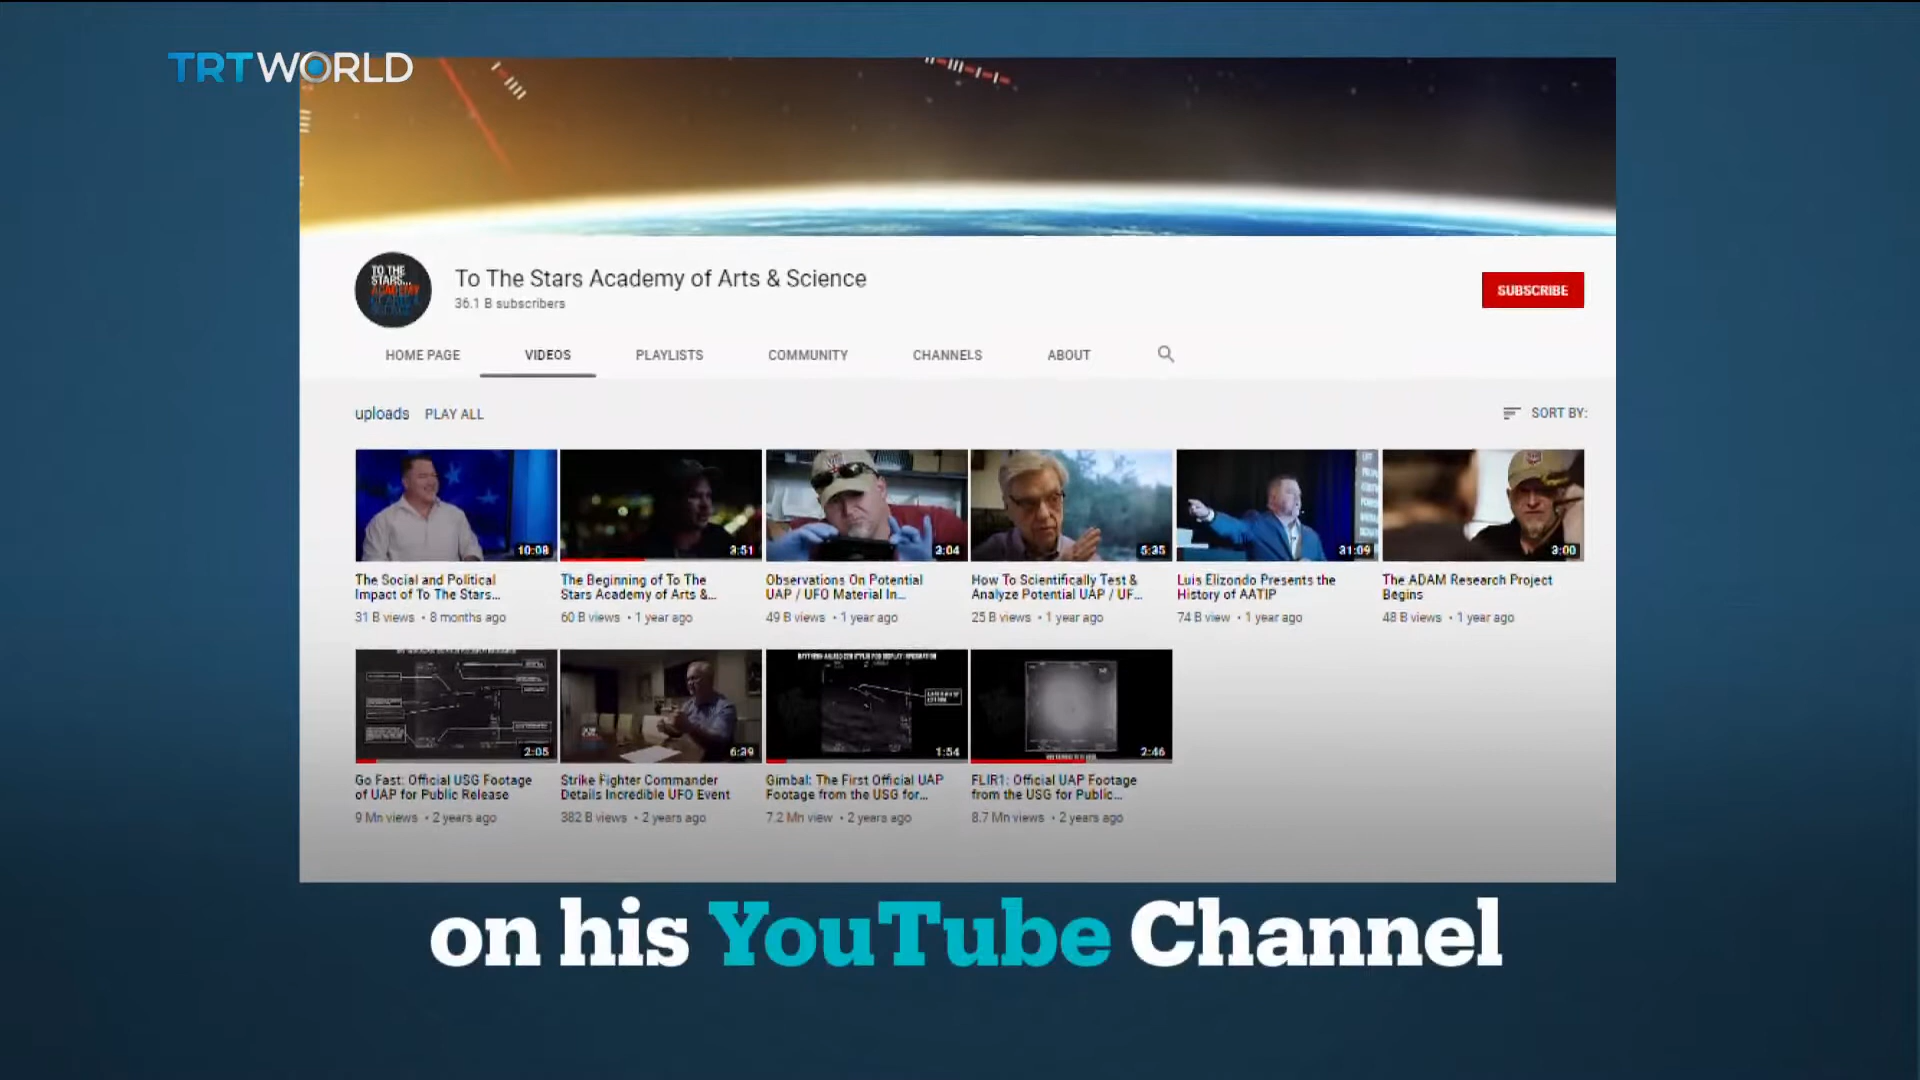 TRT WORLD
To The Stars Academy of Arts & Science
36.1 B subscribers
SUBSCRIBE
HOME PAGE VIDEOS PLAYLISTS COMMUNITY CHANNELS ABOUT
uploads PLAY ALL SORT BY:
10:08 3:51 3:04 5:35 31:09 3:00
The Social and Political
Impact of To The Stars...
31 B views • 8 months ago
The Beginning of To The
Stars Academy of Arts &...
60 B views • 1 year ago
Observations On Potential
UAP / UFO Material In...
49 B views • 1 year ago
How To Scientifically Test &
Analyze Potential UAP / UF...
25 B views • 1 year ago
Luis Elizondo Presents the
History of AATIP
74 B view • 1 year ago
The ADAM Research Project
Begins
48 B views • 1 year ago
2:05 6:39 1:54 2:46
Go Fast: Official USG Footage
of UAP for Public Release
9 Mn views • 2 years ago
Strike Fighter Commander
Details Incredible UFO Event
382 B views • 2 years ago
Gimbal: The First Official UAP
Footage from the USG for...
7.2 Mn view • 2 years ago
FLIR1: Official UAP Footage
from the USG for Public...
8.7 Mn views • 2 years ago
on his YouTube Channel